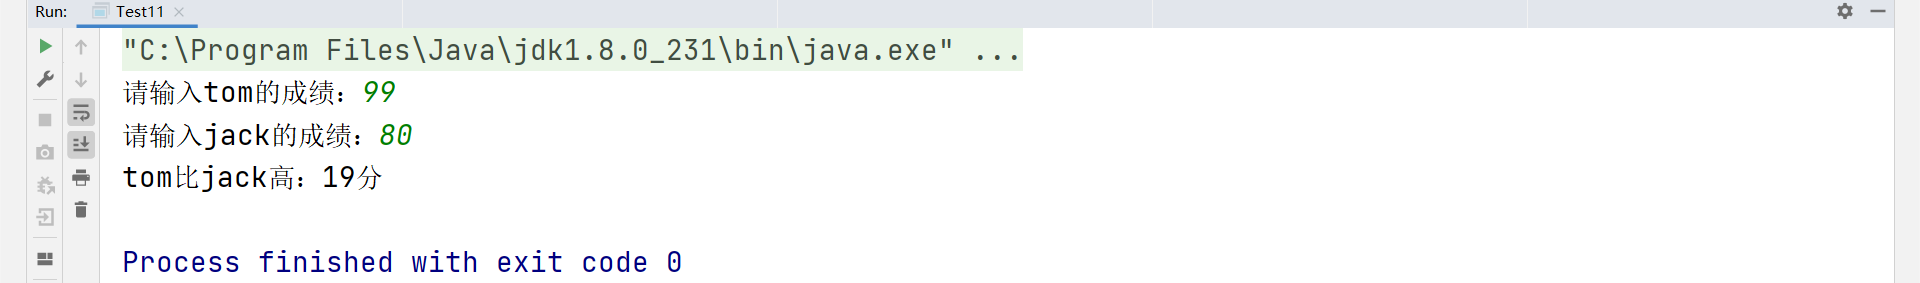 Run: Test11
"C:\Program Files\Java\jdk1.8.0_231\bin\java.exe" ...
请输入tom的成绩：99
请输入jack的成绩：80
tom比jack高：19分
Process finished with exit code 0